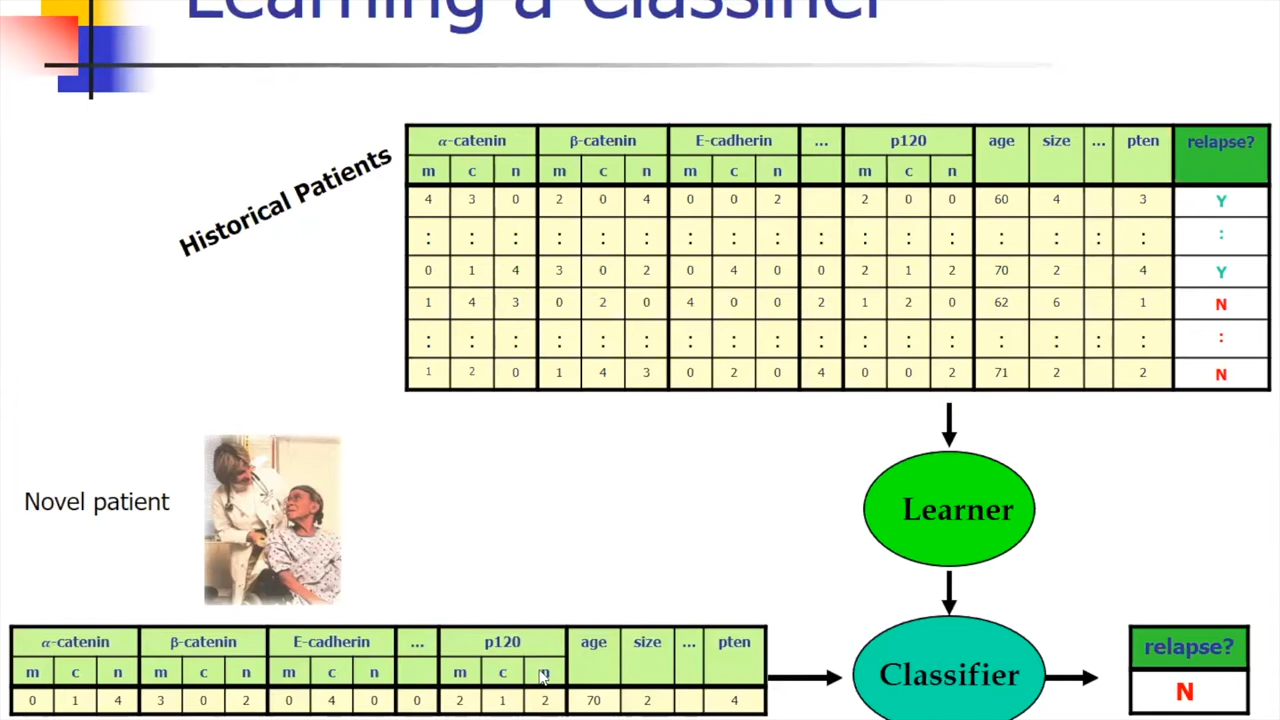 Learning a Classifier
Historical Patients
α-catenin β-catenin E-cadherin ... p120 age size ... pten relapse?
m c n m c n m c n m c n
4 3 0 2 0 4 0 0 2 2 0 0 60 4 3 Y
: : : : : : : : : : : : : : : : : :
0 1 4 3 0 2 0 4 0 0 2 1 2 70 2 4 Y
1 4 3 0 2 0 4 0 0 2 1 2 0 62 6 1 N
: : : : : : : : : : : : : : : : : :
1 2 0 1 4 3 0 2 0 4 0 0 2 71 2 2 N
Learner
Novel patient
α-catenin β-catenin E-cadherin ... p120 age size ... pten
m c n m c n m c n m c n
0 1 4 3 0 2 0 4 0 0 2 1 2 70 2 4
Classifier
relapse?
N